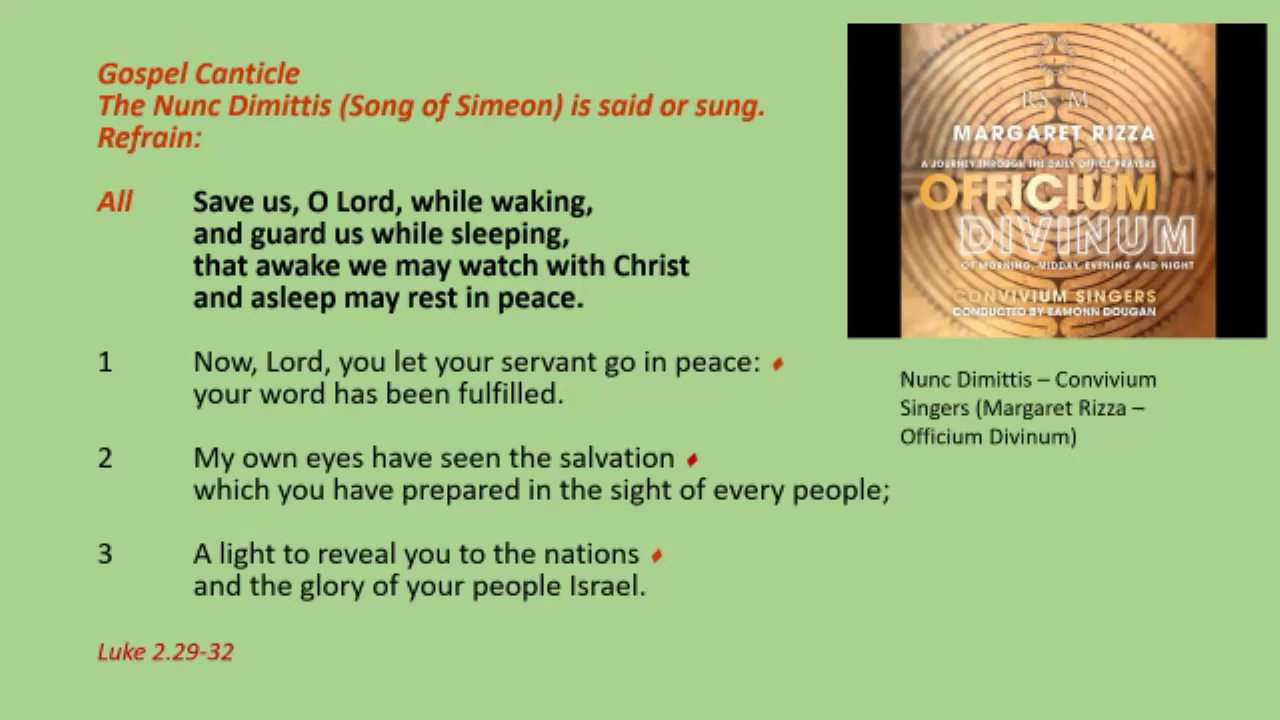 Gospel Canticle
The Nunc Dimittis (Song of Simeon) is said or sung.
Refrain:
All Save us, O Lord, while waking,
and guard us while sleeping,
that awake we may watch with Christ
and asleep may rest in peace.
1 Now, Lord, you let your servant go in peace: ♦
your word has been fulfilled.
2 My own eyes have seen the salvation ♦
which you have prepared in the sight of every people;
3 A light to reveal you to the nations ♦
and the glory of your people Israel.
Luke 2.29-32
RS M
MARGARET RIZZA
A JOURNEY THROUGH THE DAILY OFFICE PRAYERS
OFFICIUM
DIVINUM
OF MORNING, MIDDAY, EVENING AND NIGHT
CONVIVIUM SINGERS
CONDUCTED BY EAMONN DOUGAN
Nunc Dimittis – Convivium
Singers (Margaret Rizza –
Officium Divinum)